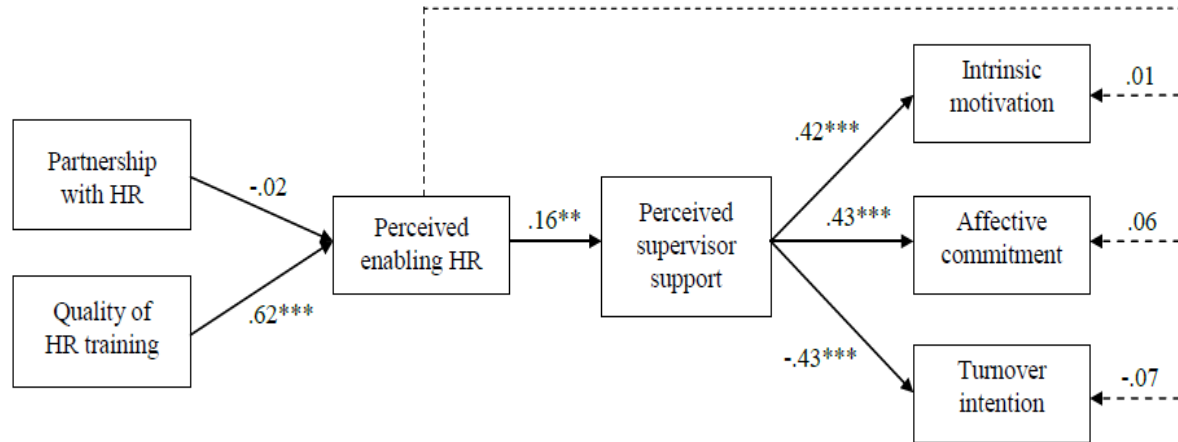 Intrinsic
motivation
.01
.42***
Partnership
with HR
-.02
Perceived
enabling HR
.16**
Perceived
supervisor
support
.43***
Affective
commitment
.06
Quality of
HR training
.62***
-.43***
Turnover
intention
-.07